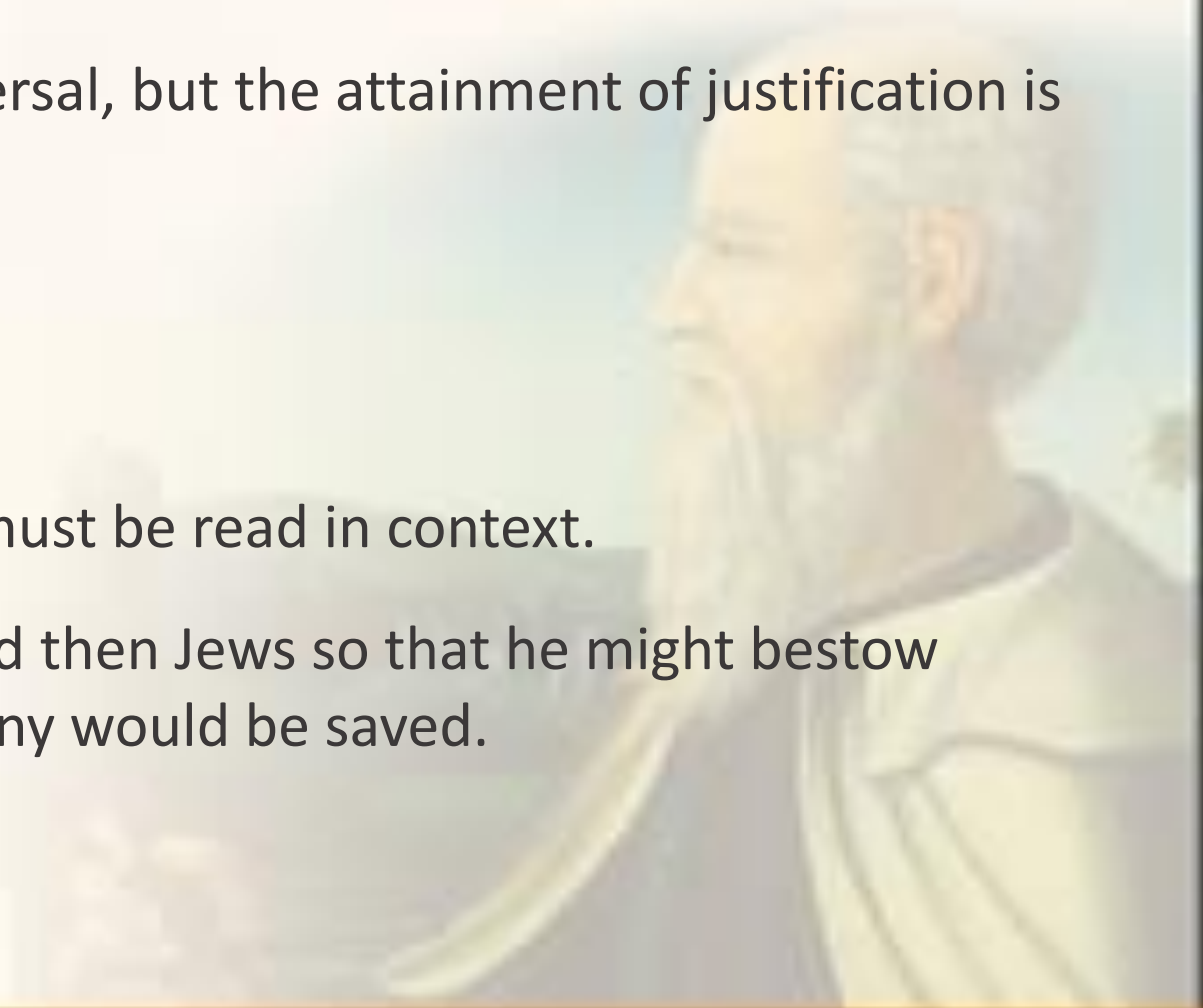 ersal, but the attainment of justification is
must be read in context.
d then Jews so that he might bestow
ny would be saved.